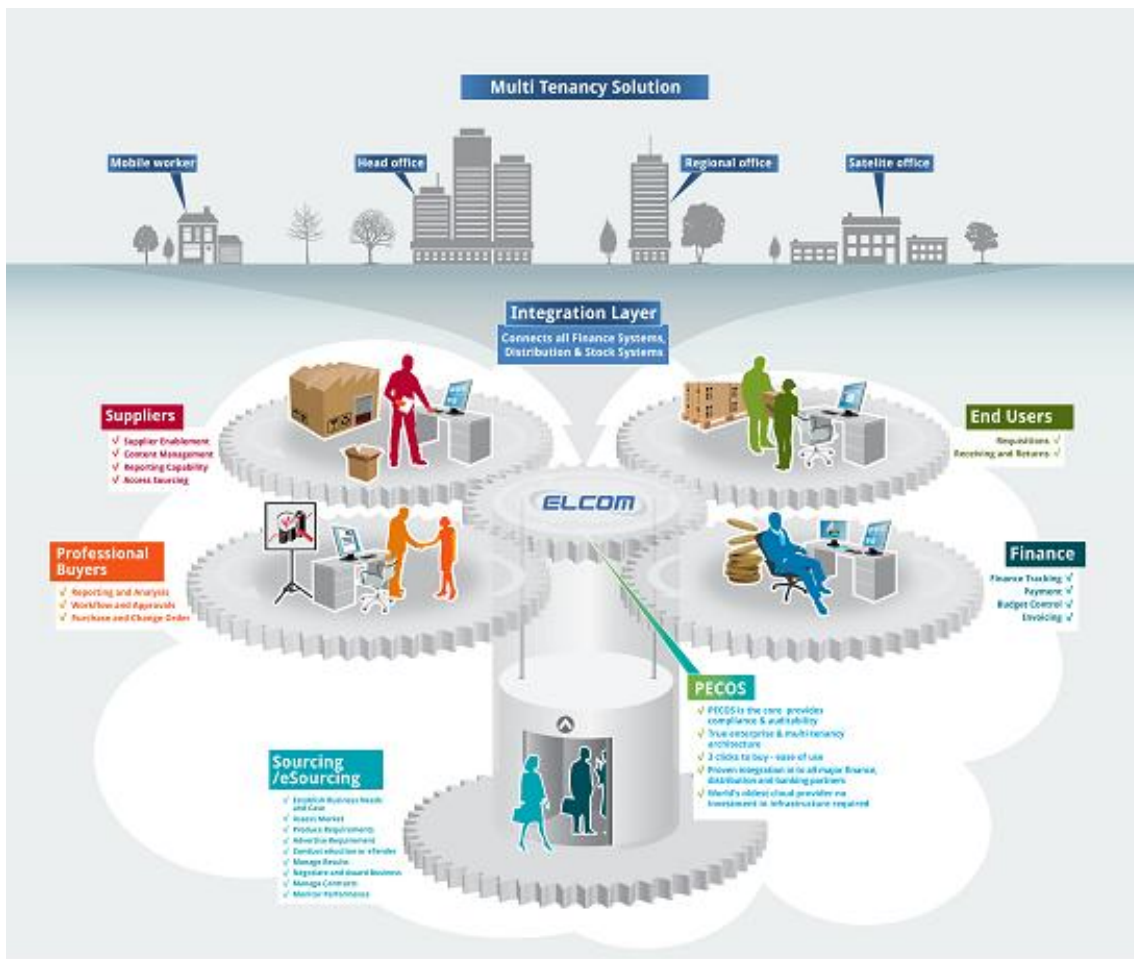 Multi Tenancy Solution
Mobile worker
Head office
Regional office
Satelite office
Integration Layer
Connects all Finance Systems,
Distribution & Stock Systems
Suppliers
√ Supplier Enablement
√ Content Management
√ Reporting Capability
√ Access Sourcing
End Users
Requisitions √
Receiving and Returns √
ELCOM
Professional
Buyers
√ Reporting and Analysis
√ Workflow and Approvals
√ Purchase and Change Order
Finance
Finance Tracking √
Payment √
Budget Control √
Invoicing √
PECOS
√ PECOS is the core provides
compliance & auditability
√ True enterprise & multi tenancy
architecture
√ 3 clicks to buy - ease of use
√ Proven integration in to all major finance,
distribution and banking partners
√ World's oldest cloud provider no
investment in infrastructure required
Sourcing
/eSourcing
√ Establish Business Needs
and Case
√ Assess Market
√ Produce Requirements
√ Advertise Requirement
√ Conduct eAuction or eTender
√ Manage Results
√ Negotiate and Award Business
√ Manage Contracts
√ Monitor Performance